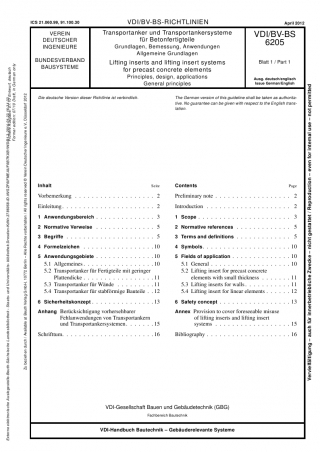 ICS 21.060.99, 91.100.30
VDI/BV-BS-RICHTLINIEN
April 2012
VEREIN
DEUTSCHER
INGENIEURE
BUNDESVERBAND
BAUSYSTEME
Transportanker und Transportankersysteme
für Betonfertigteile
Grundlagen, Bemessung, Anwendungen
Allgemeine Grundlagen
Lifting inserts and lifting insert systems
for precast concrete elements
Principles, design, applications
General principles
VDI/BV-BS
6205
Blatt 1 / Part 1
Ausg. deutsch/englisch
Issue German/English
Die deutsche Version dieser Richtlinie ist verbindlich.
The German version of this guideline shall be taken as authorita-
tive. No guarantee can be given with respect to the English trans-
lation.
Inhalt Seite
Vorbemerkung 2
Einleitung 2
1 Anwendungsbereich 3
2 Normative Verweise 5
3 Begriffe 5
4 Formelzeichen 10
5 Anwendungsgebiete 10
5.1 Allgemeines 10
5.2 Transportanker für Fertigteile mit geringer
Plattendicke 11
5.3 Transportanker für Wände 11
5.4 Transportanker für stabförmige Bauteile 12
6 Sicherheitskonzept 13
Anhang Berücksichtigung vorhersehbarer
Fehlanwendungen von Transportankern
und Transportankersystemen 15
Schrifttum 16
Contents Page
Preliminary note 2
Introduction 2
1 Scope 3
2 Normative references 5
3 Terms and definitions 5
4 Symbols 10
5 Fields of application 10
5.1 General 10
5.2 Lifting insert for precast concrete
elements with small thickness 11
5.3 Lifting inserts for walls 11
5.4 Lifting insert for linear elements 12
6 Safety concept 13
Annex Provision to cover foreseeable misuse
of lifting inserts and lifting insert
systems 15
Bibliography 16
VDI-Gesellschaft Bauen und Gebäudetechnik (GBG)
Fachbereich Bautechnik
VDI-Handbuch Bautechnik – Gebäuderelevante Systeme
Vervielfältigung – auch für innerbetriebliche Zwecke – nicht gestattet / Reproduction – even for internal use – not permitted